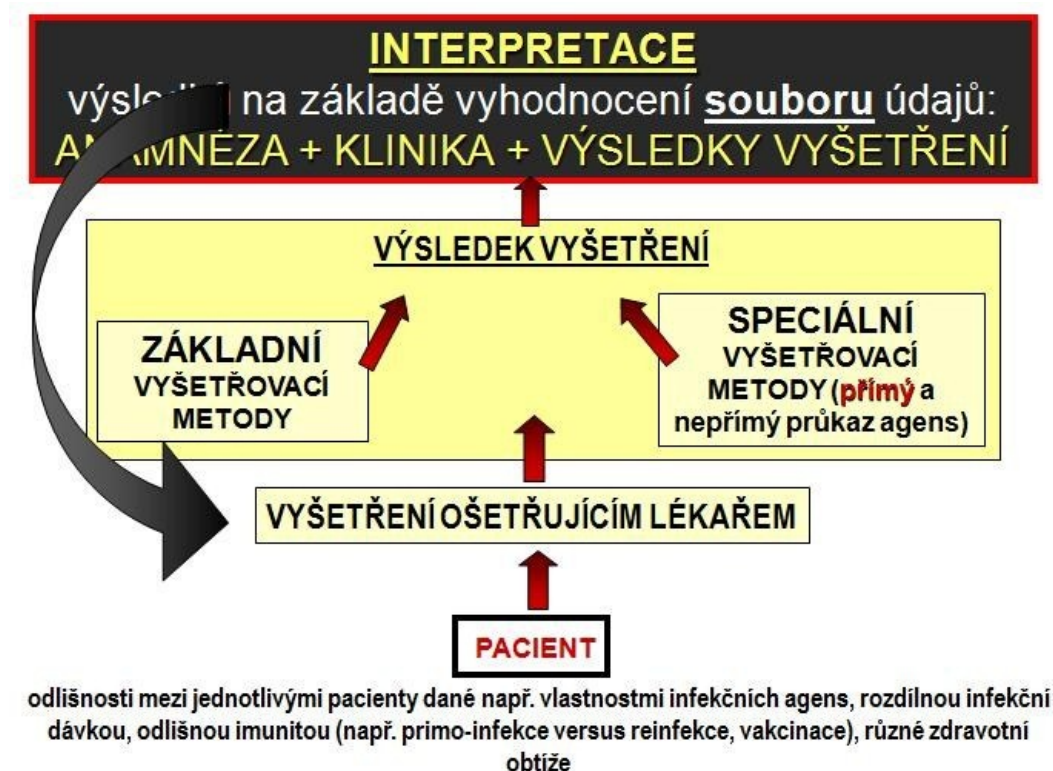 INTERPRETACE
na základě vyhodnocení souboru údajů:
+ KLINIKA + VÝSLEDKY VYŠETŘENÍ
VÝSLEDEK VYŠETŘENÍ
ZÁKLADNÍ
VYŠETŘOVACÍ
METODY
SPECIÁLNÍ
VYŠETŘOVACÍ
METODY (přímý a
nepřímý průkaz agens)
VYŠETŘENÍ OŠETŘUJÍCÍM LÉKAŘEM
PACIENT
odlišnosti mezi jednotlivými pacienty dané např. vlastnostmi infekčních agens, rozdílnou infekční
dávkou, odlišnou imunitou (např. primo-infekce versus reinfekce, vakcinace), různé zdravotní
obtíže